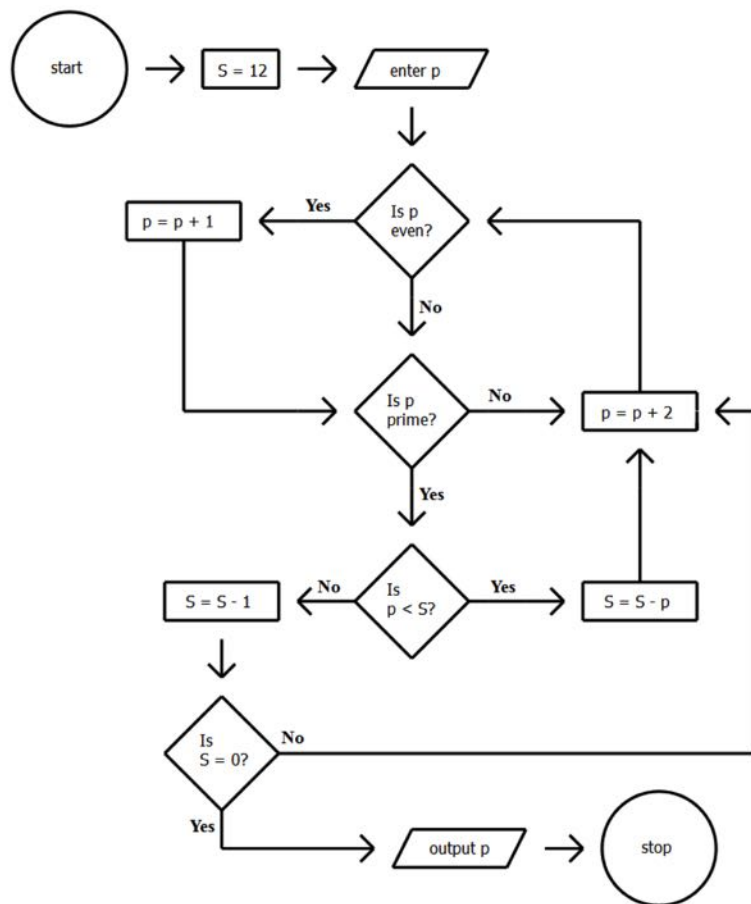 start
S = 12
enter p
Is p
even?
Yes
p = p + 1
No
Is p
prime?
No
p = p + 2
Yes
Is
p < S?
No
S = S - 1
Yes
S = S - p
Is
S = 0?
No
Yes
output p
stop